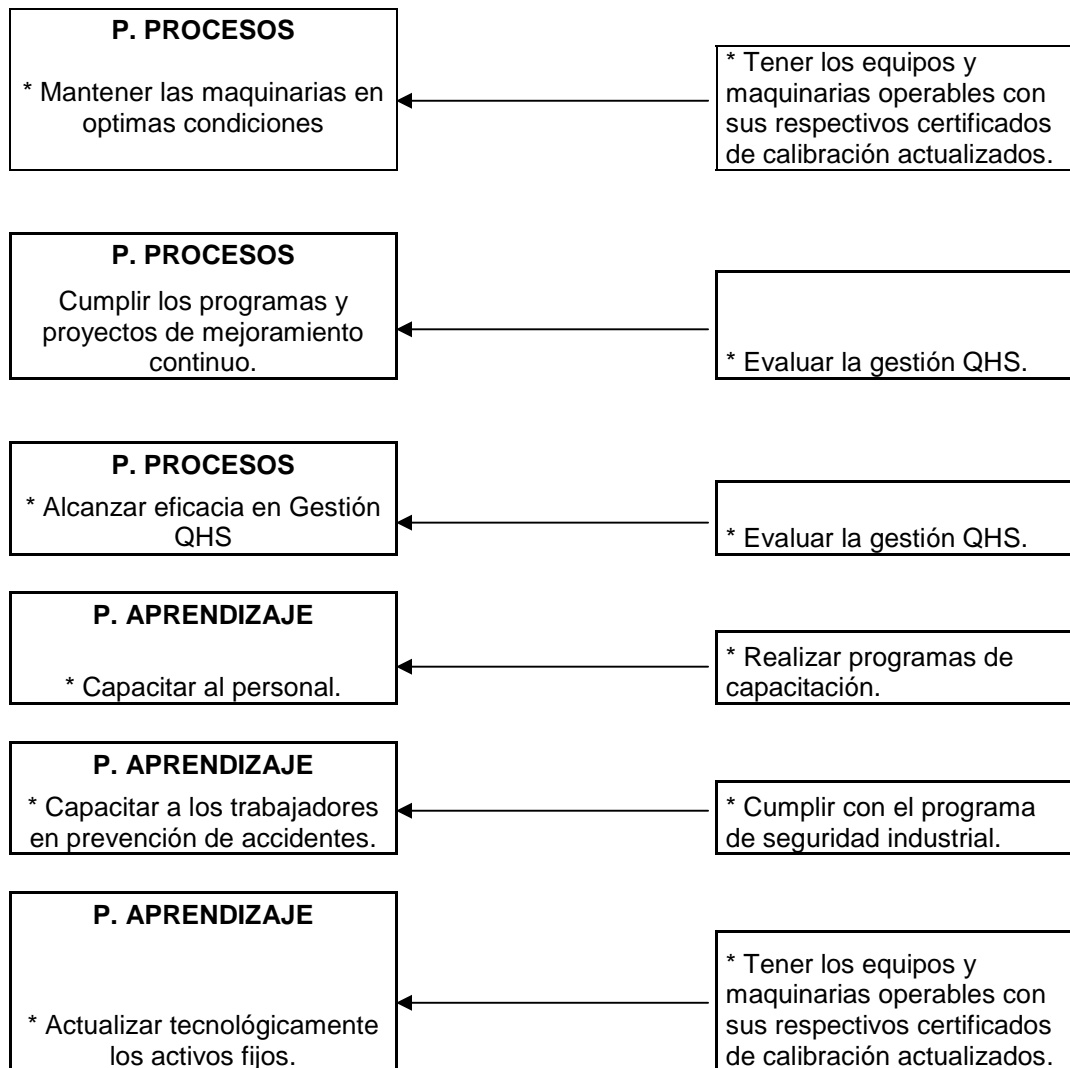 P. PROCESOS
* Mantener las maquinarias en
optimas condiciones
* Tener los equipos y
maquinarias operables con
sus respectivos certificados
de calibración actualizados.
P. PROCESOS
Cumplir los programas y
proyectos de mejoramiento
continuo.
* Evaluar la gestión QHS.
P. PROCESOS
* Alcanzar eficacia en Gestión
QHS
* Evaluar la gestión QHS.
P. APRENDIZAJE
* Capacitar al personal.
* Realizar programas de
capacitación.
P. APRENDIZAJE
* Capacitar a los trabajadores
en prevención de accidentes.
* Cumplir con el programa
de seguridad industrial.
P. APRENDIZAJE
* Actualizar tecnológicamente
los activos fijos.
* Tener los equipos y
maquinarias operables con
sus respectivos certificados
de calibración actualizados.